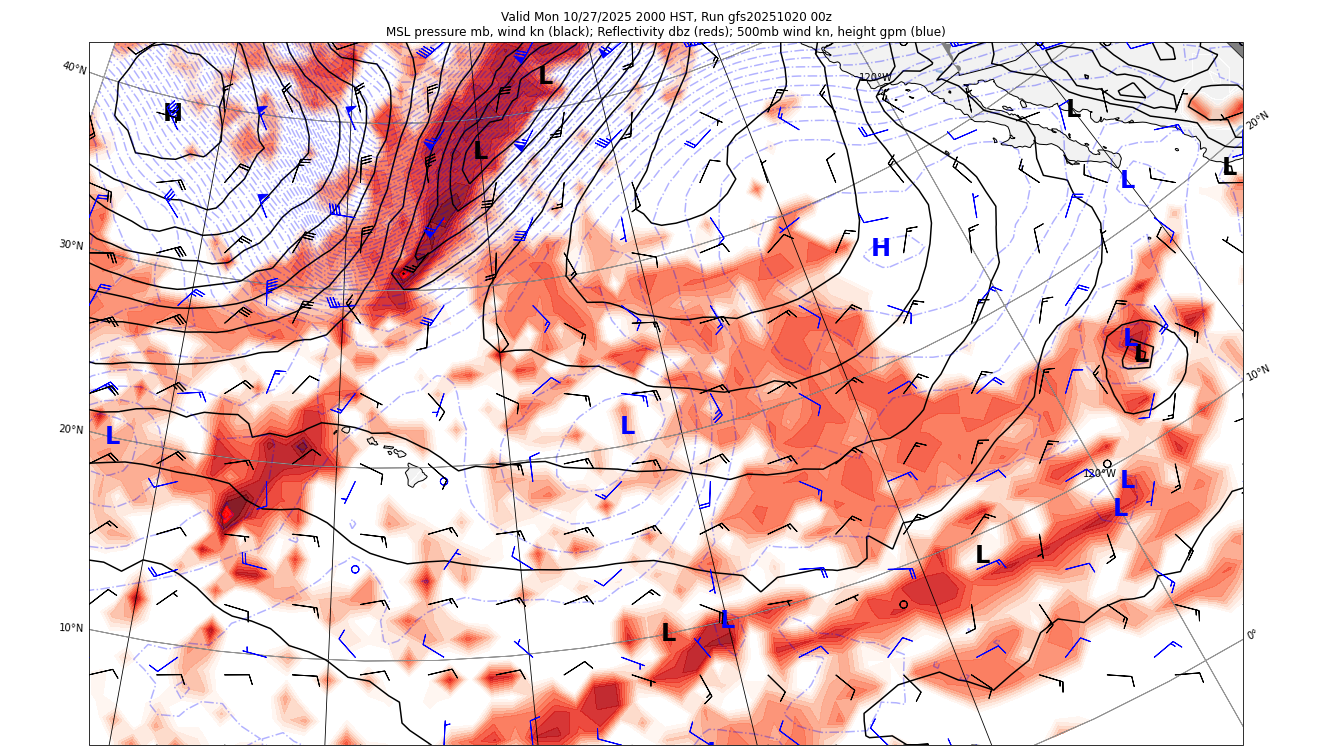 Valid Mon 10/27/2025 2000 HST, Run gfs20251020 00z
MSL pressure mb, wind kn (black); Reflectivity dbz (reds); 500mb wind kn, height gpm (blue)
40°N
120°W
L
H
L
L
20°N
L
L
L
30°N
H
L
L
10°N
20°N
L
L
120°W
L
L
L
10°N
L
L
0°